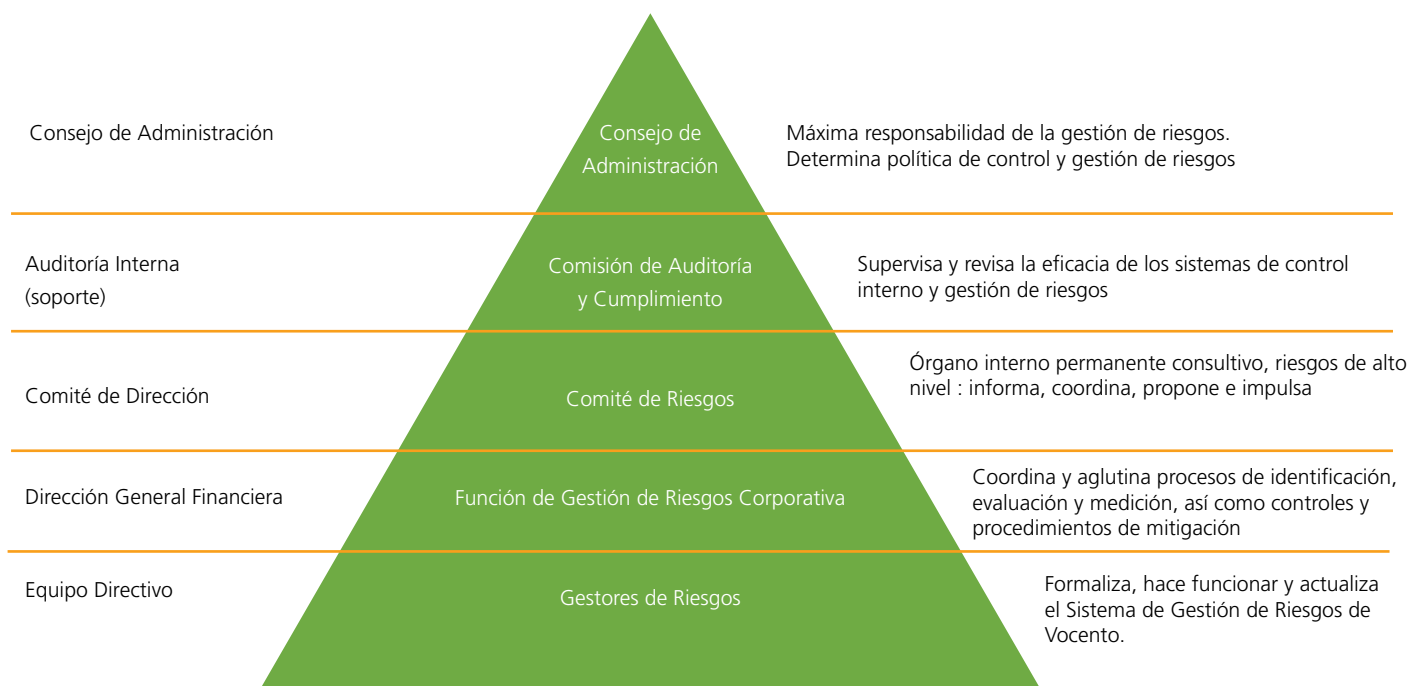 Consejo de Administración
Consejo de
Administración
Máxima responsabilidad de la gestión de riesgos.
Determina política de control y gestión de riesgos
Auditoría Interna
(soporte)
Comisión de Auditoría
y Cumplimiento
Supervisa y revisa la eficacia de los sistemas de control
interno y gestión de riesgos
Comité de Dirección
Comité de Riesgos
Órgano interno permanente consultivo, riesgos de alto
nivel : informa, coordina, propone e impulsa
Dirección General Financiera
Función de Gestión de Riesgos Corporativa
Coordina y aglutina procesos de identificación,
evaluación y medición, así como controles y
procedimientos de mitigación
Equipo Directivo
Gestores de Riesgos
Formaliza, hace funcionar y actualiza
el Sistema de Gestión de Riesgos de
Vocento.